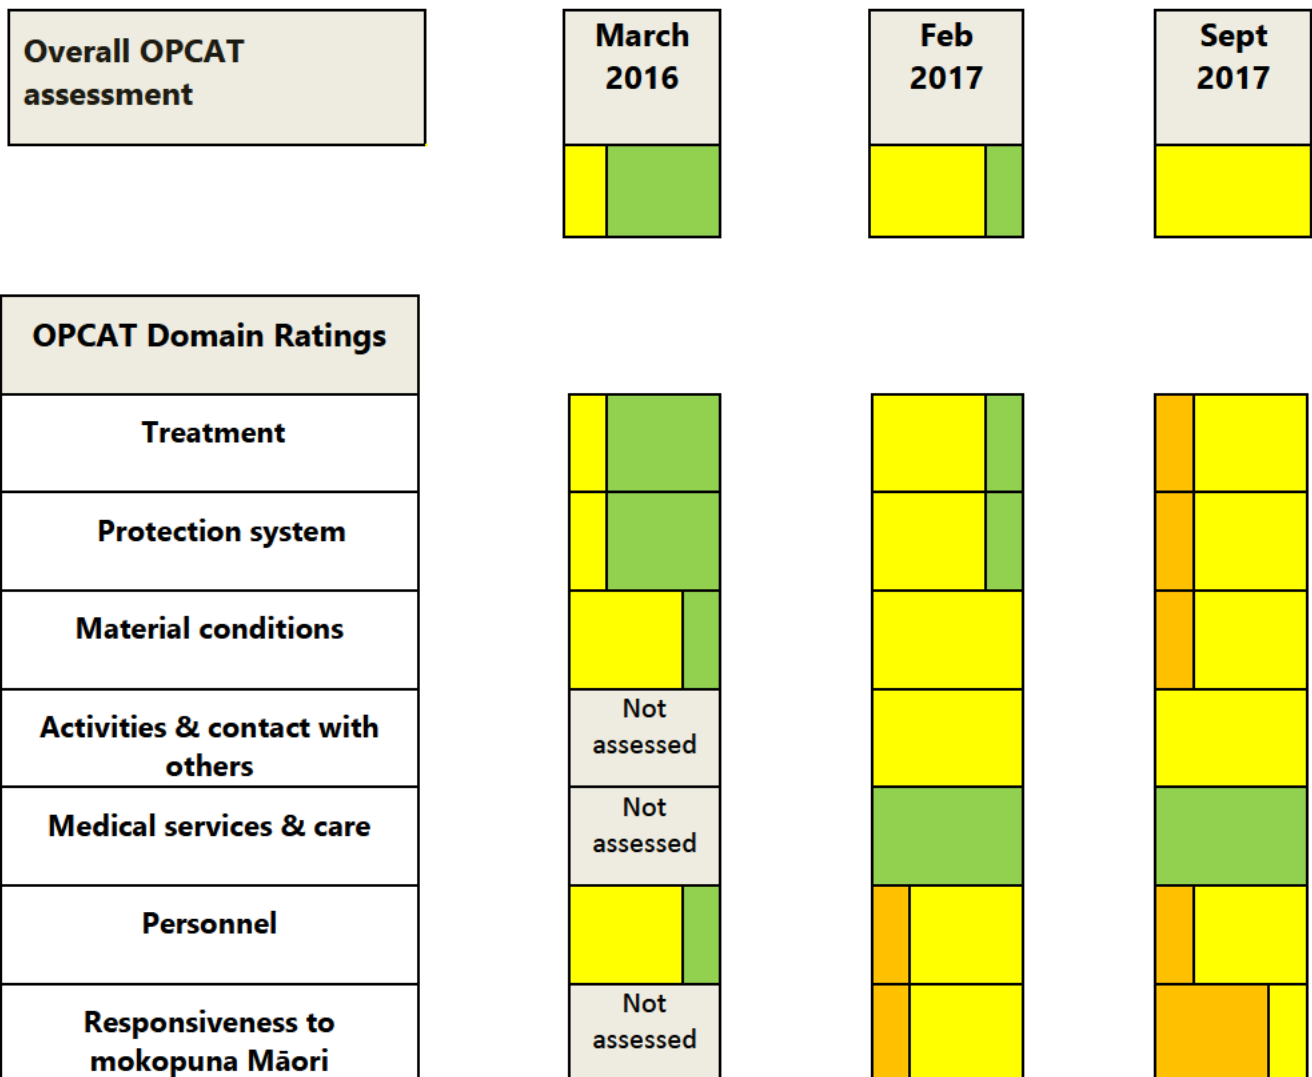 Overall OPCAT
assessment
March
2016
Feb
2017
Sept
2017
OPCAT Domain Ratings
Treatment
Protection system
Material conditions
Activities & contact with
others
Not
assessed
Medical services & care
Not
assessed
Personnel
Responsiveness to
mokopuna Māori
Not
assessed